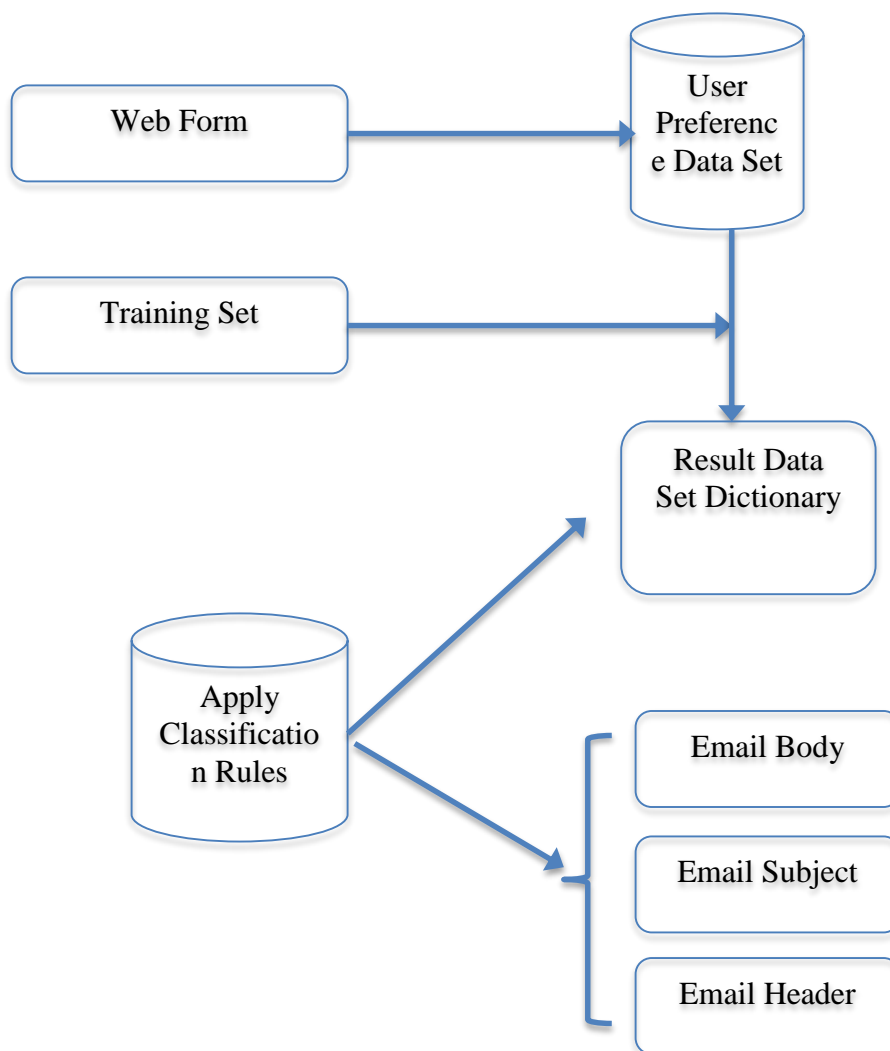 User
Preferenc
e Data Set
Web Form
Training Set
Result Data
Set Dictionary
Apply
Classificatio
n Rules
Email Body
Email Subject
Email Header